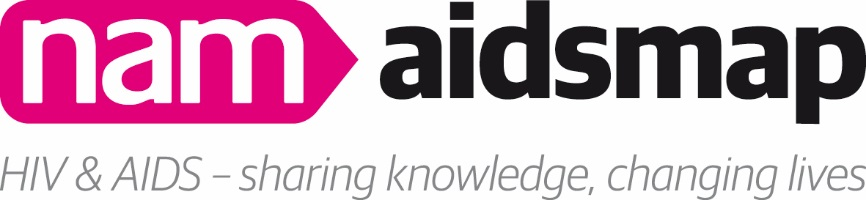 nam aidsmap
HIV & AIDS – sharing knowledge, changing lives